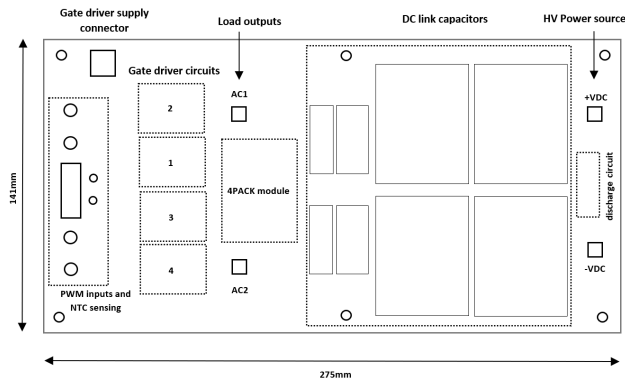 Gate driver supply
connector
Load outputs
DC link capacitors
HV Power source
Gate driver circuits
AC1
+VDC
2
1
3
4
4PACK module
discharge circuit
141mm
AC2
-VDC
PWM inputs and
NTC sensing
275mm